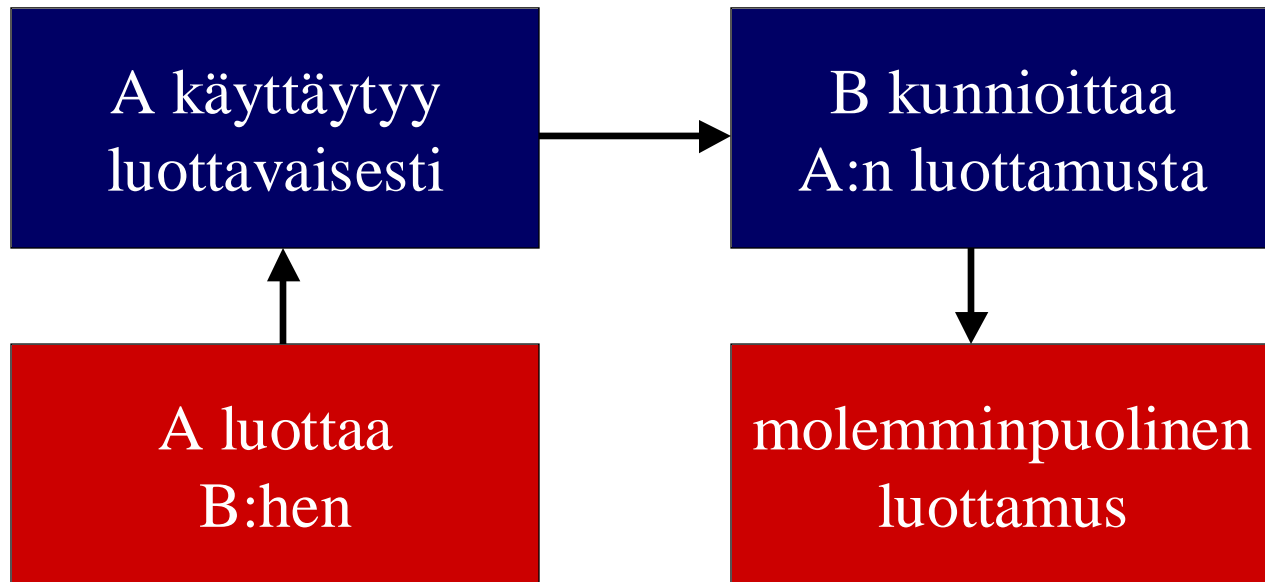 A käyttäytyy
luottavaisesti
B kunnioittaa
A:n luottamusta
A luottaa
B:hen
molemminpuolinen
luottamus